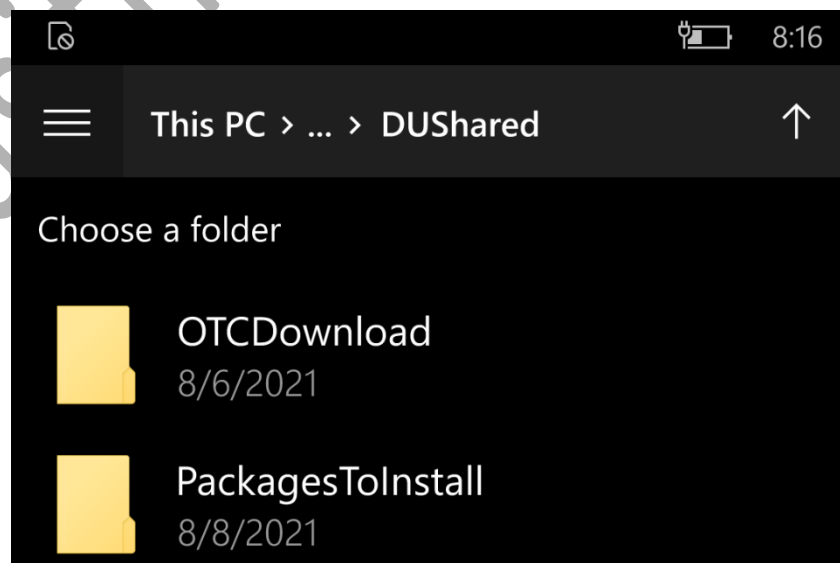 8:16
This PC > ... > DUShared
Choose a folder
OTCDownload
8/6/2021
PackagesToInstall
8/8/2021